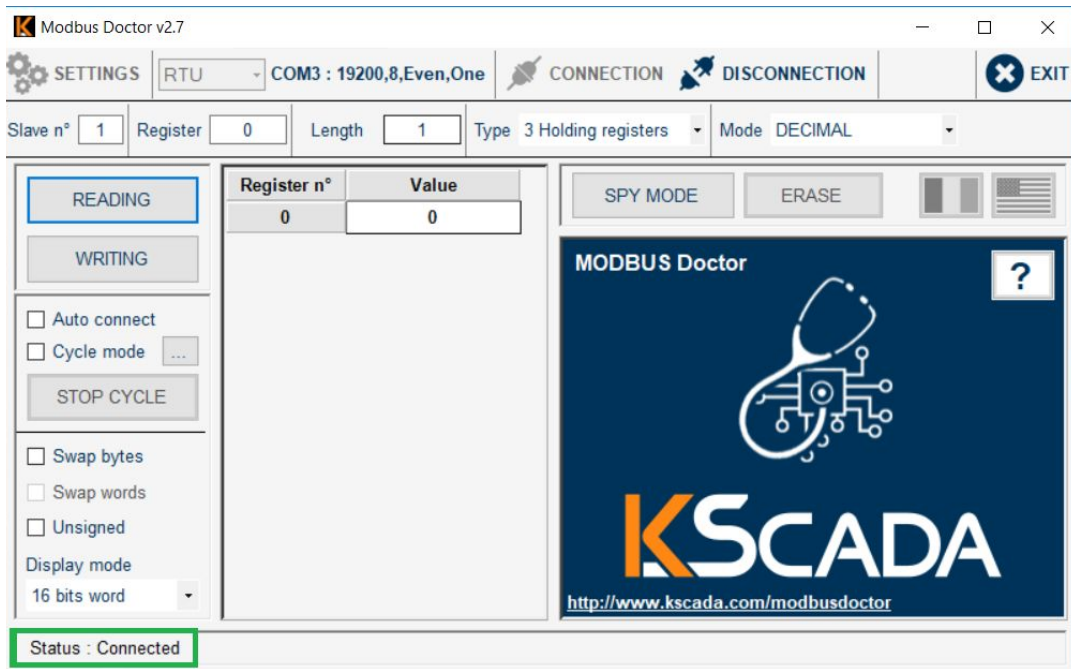 Modbus Doctor v2.7
SETTINGS RTU COM3 : 19200,8,Even,One CONNECTION DISCONNECTION EXIT
Slave n° 1 Register 0 Length 1 Type 3 Holding registers Mode DECIMAL
READING
WRITING
Auto connect
Cycle mode ...
STOP CYCLE
Swap bytes
Swap words
Unsigned
Display mode
16 bits word
Register n° Value
0 0
SPY MODE ERASE
MODBUS Doctor
?
KSCADA
http://www.kscada.com/modbusdoctor
Status : Connected